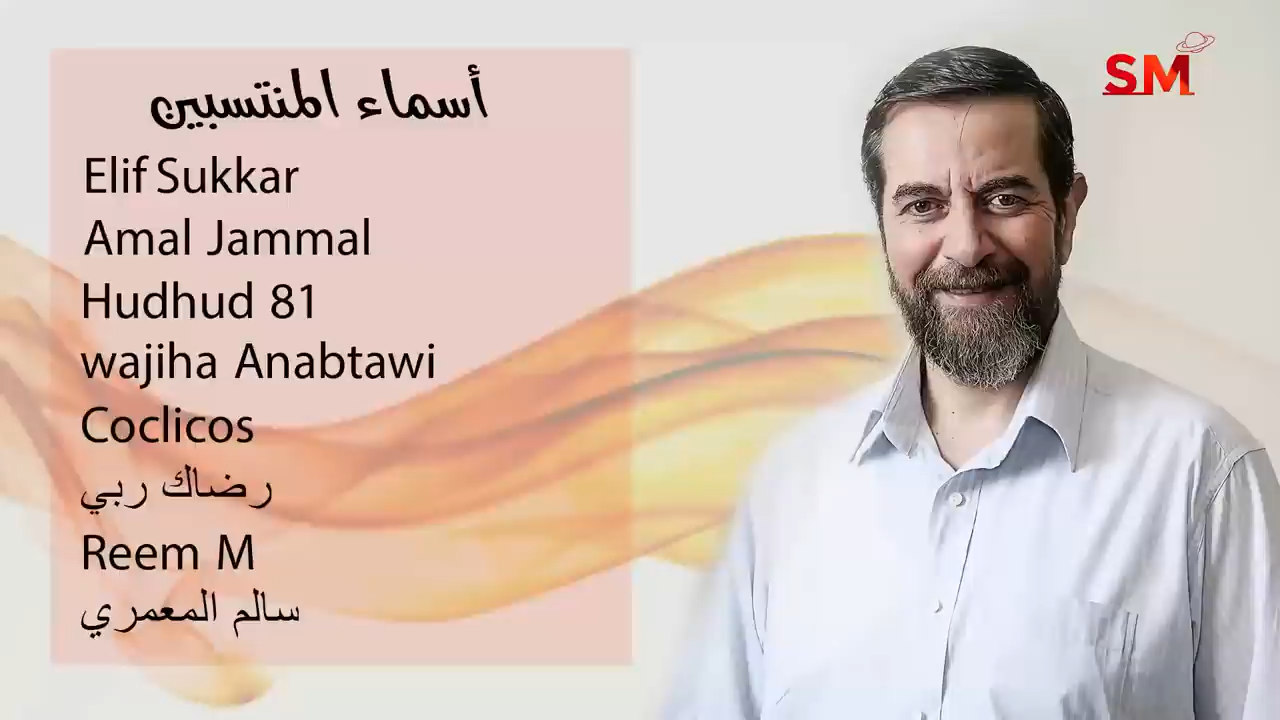 أسماء المنتسبين
Elif Sukkar
Amal Jammal
Hudhud 81
wajiha Anabtawi
Coclicos
رضاك ربي
Reem M
سالم المعمري
SM